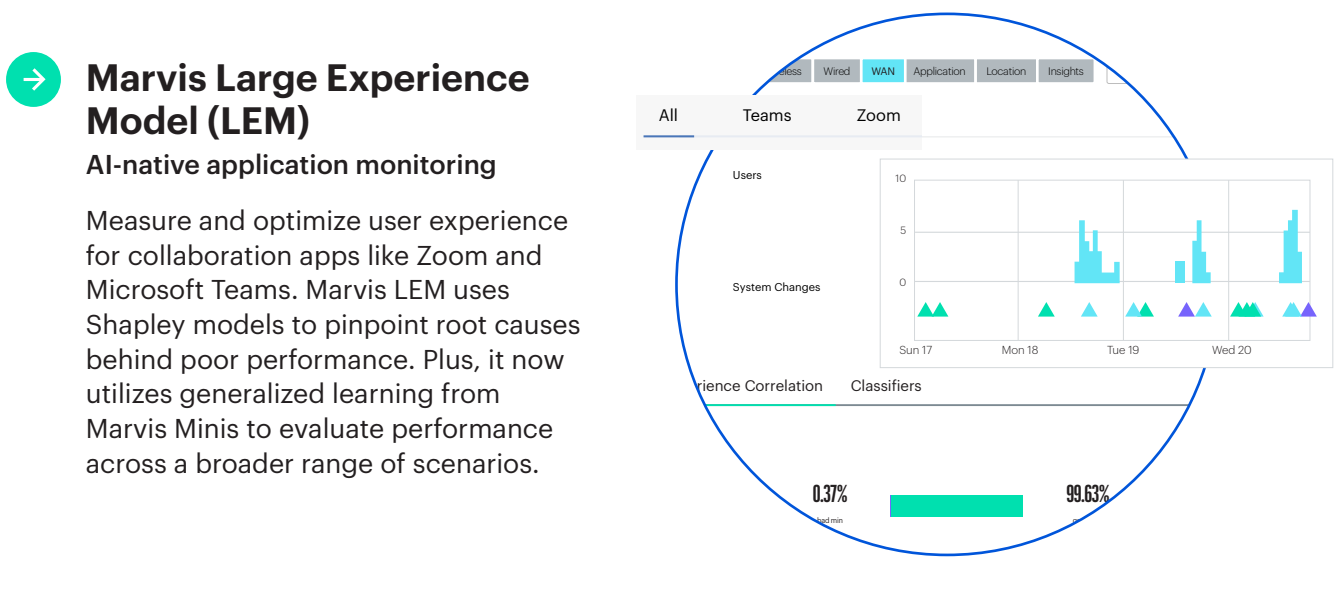 Marvis Large Experience
Model (LEM)
AI-native application monitoring
Measure and optimize user experience
for collaboration apps like Zoom and
Microsoft Teams. Marvis LEM uses
Shapley models to pinpoint root causes
behind poor performance. Plus, it now
utilizes generalized learning from
Marvis Minis to evaluate performance
across a broader range of scenarios.
Wired WAN Application Location Insights
All Teams Zoom
Users
10
5
0
System Changes
Sun 17 Mon 18 Tue 19 Wed 20
rience Correlation Classifiers
0.37% 99.63%
bad min